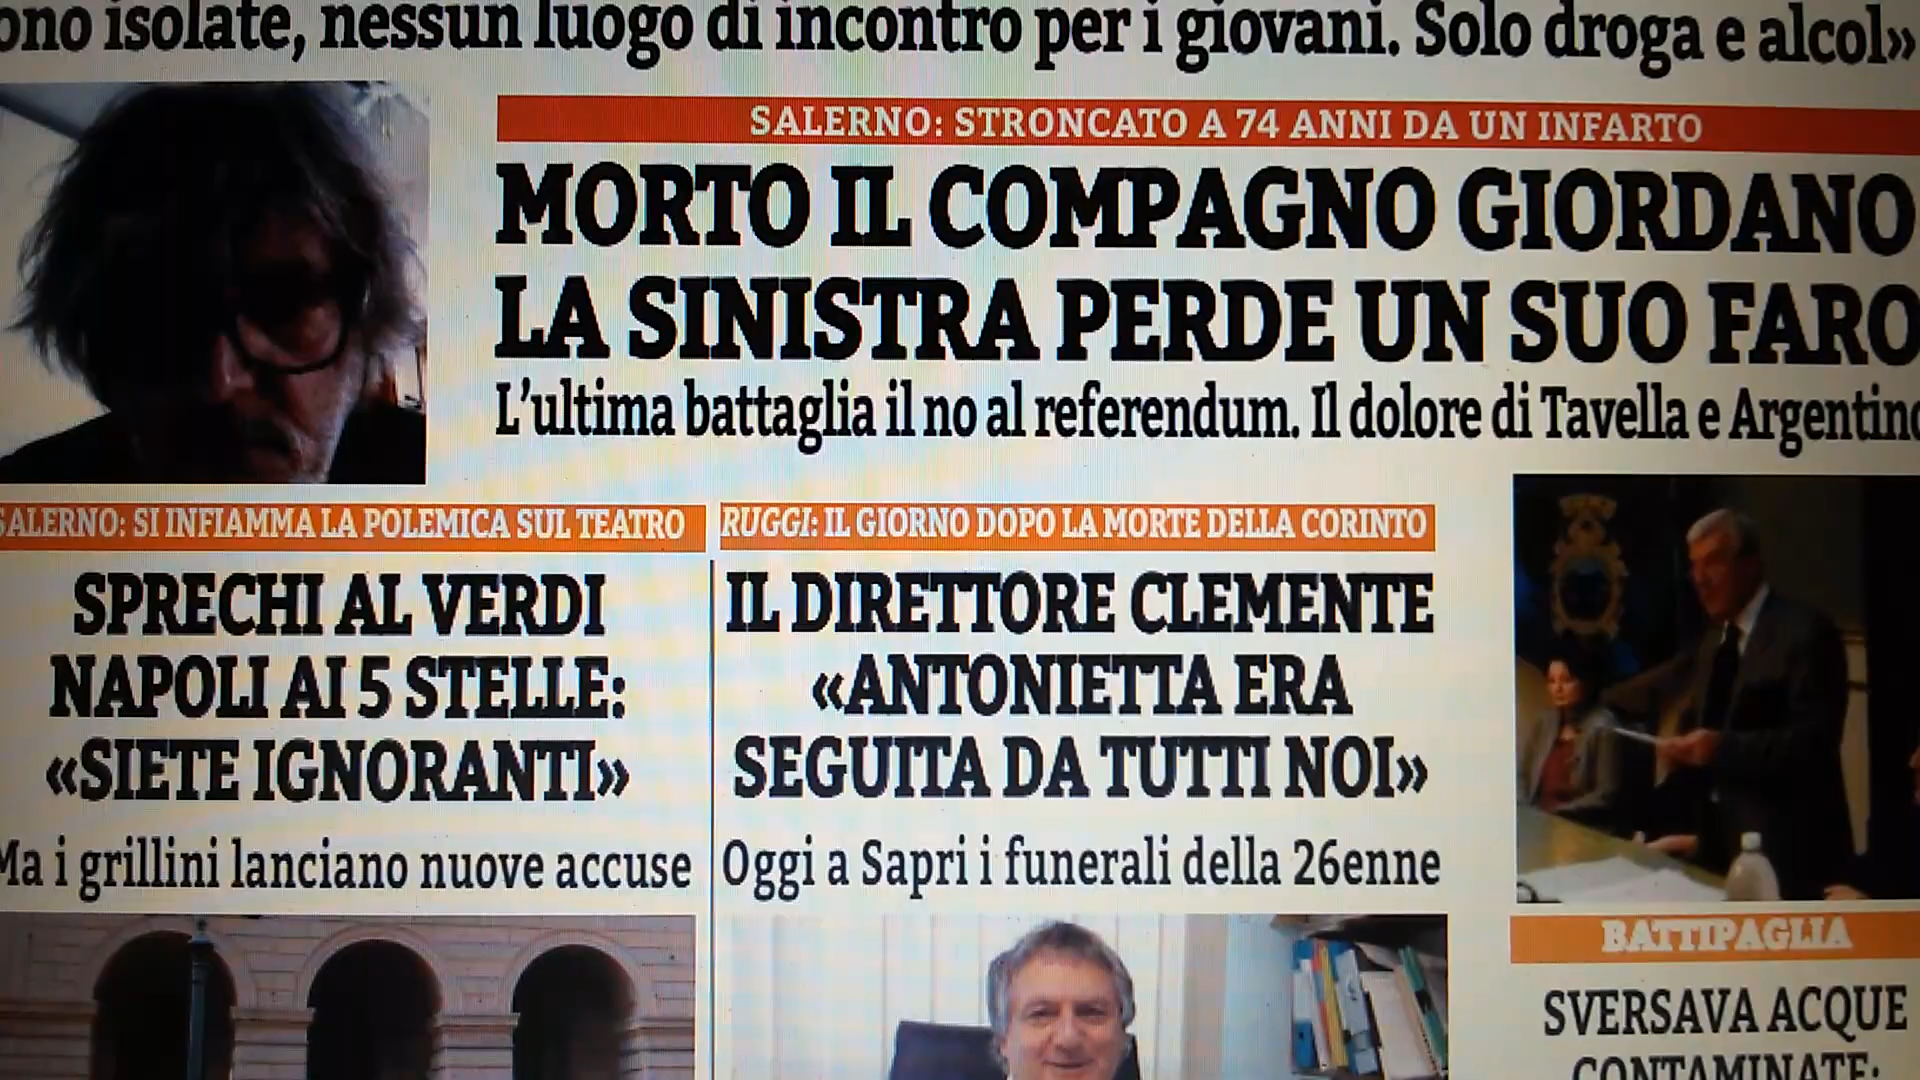 ono isolate, nessun luogo di incontro per i giovani. Solo droga e alcol»
SALERNO: STRONCATO A 74 ANNI DA UN INFARTO
MORTO IL COMPAGNO GIORDANO
LA SINISTRA PERDE UN SUO FARO
L'ultima battaglia il no al referendum. Il dolore di Tavella e Argentino
SALERNO: SI INFIAMMA LA POLEMICA SUL TEATRO
SPRECHI AL VERDI
NAPOLI AI 5 STELLE:
«SIETE IGNORANTI»
Ma i grillini lanciano nuove accuse
RUGGI: IL GIORNO DOPO LA MORTE DELLA CORINTO
IL DIRETTORE CLEMENTE
«ANTONIETTA ERA
SEGUITA DA TUTTI NOI»
Oggi a Sapri i funerali della 26enne
BATTIPAGLIA
SVERSAVA ACQUE
CONTAMINATE: